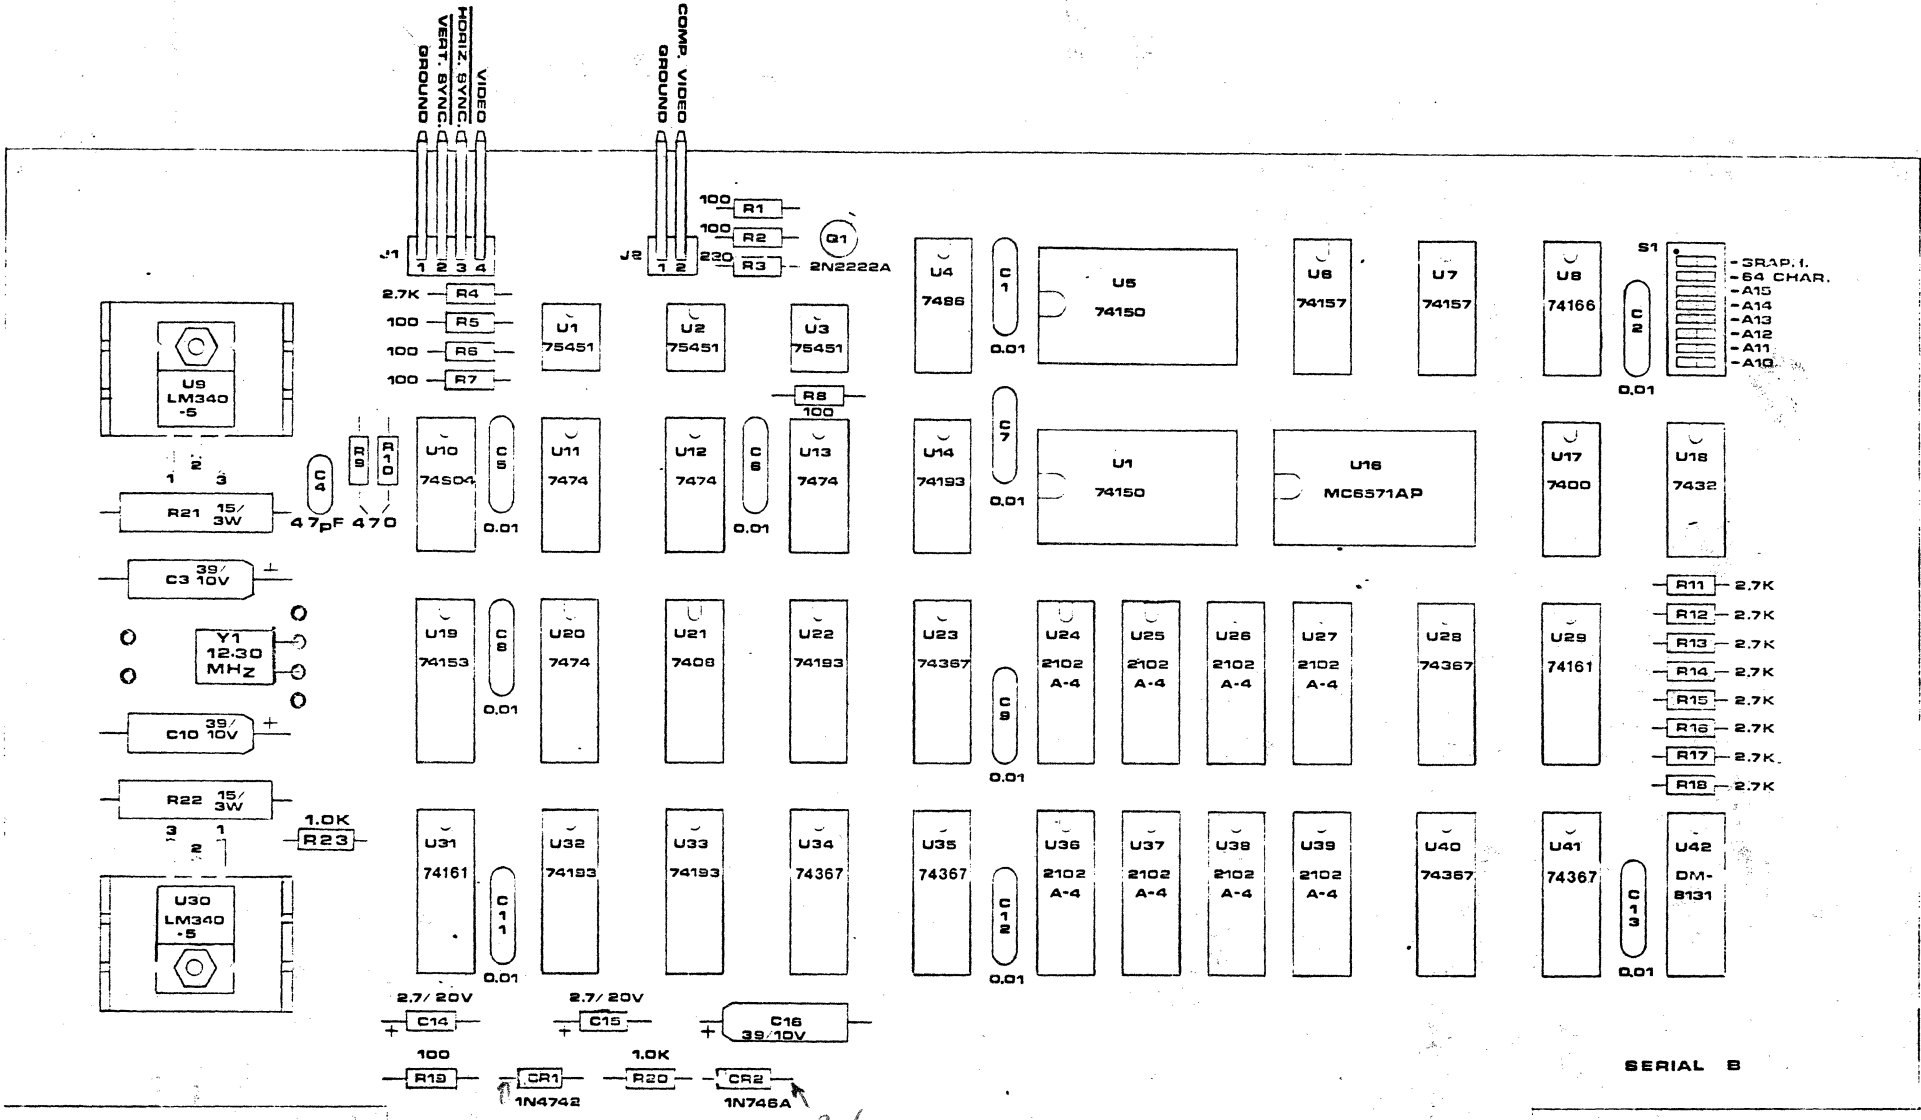 GROUND
VERT. SYNC.
HORIZ. SYNC.
VIDEO
GROUND
COMP. VIDEO
J1
1 2 3 4
J2
1 2
100 R1
100 R2
220 R3
Q1
2N2222A
2.7K R4
100 R5
100 R6
100 R7
U1
75451
U2
75451
U3
75451
R8
100
U4
7486
C1
0.01
U5
74150
U6
74157
U7
74157
U8
74166
C2
0.01
S1
64 CHAR.
A15
A14
A13
A12
A11
A10
U9
LM340
-5
1 2 3
R21 15/3W
C4
47pF
R9
R10
470
U10
74S04
C5
0.01
U11
7474
U12
7474
C6
0.01
U13
7474
U14
74193
C7
0.01
U1
74150
U16
MC6571AP
U17
7400
U18
7432
C3 39/10V +
Y1
12.30
MHz
C10 39/10V +
R22 15/3W
3 2 1
1.0K
R23
U30
LM340
-5
U19
74153
C8
0.01
U20
7474
U21
7408
U22
74193
U23
74367
C9
0.01
U24
2102
A-4
U25
2102
A-4
U26
2102
A-4
U27
2102
A-4
U28
74367
U29
74161
R11 2.7K
R12 2.7K
R13 2.7K
R14 2.7K
R15 2.7K
R16 2.7K
R17 2.7K
R18 2.7K
U31
74161
C11
0.01
U32
74193
U33
74193
U34
74367
U35
74367
C12
0.01
U36
2102
A-4
U37
2102
A-4
U38
2102
A-4
U39
2102
A-4
U40
74367
U41
74367
C13
0.01
U42
DM-
8131
2.7/20V
+ C14
2.7/20V
+ C15
+ C16
39/10V
100
R19
CR1
1N4742
1.0K
R20
CR2
1N746A
SERIAL B